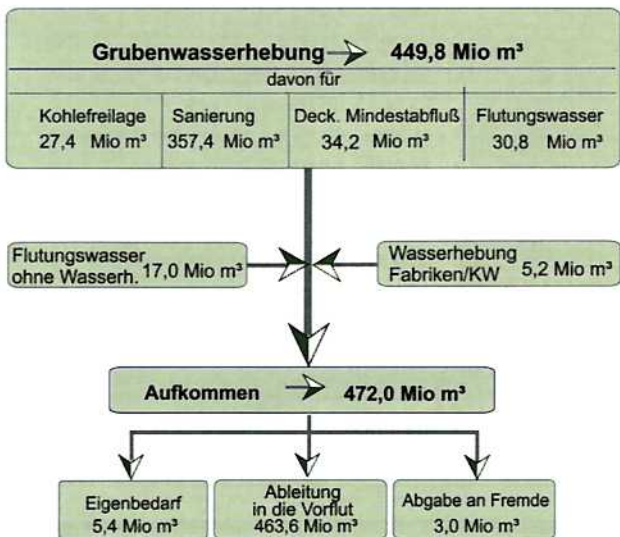 Grubenwasserhebung 449,8 Mio m³
davon für
Kohlefreilage Sanierung Deck. Mindestabfluß Flutungswasser
27,4 Mio m³ 357,4 Mio m³ 34,2 Mio m³ 30,8 Mio m³
Flutungswasser
ohne Wasserh. 17,0 Mio m³
Wasserhebung
Fabriken/KW 5,2 Mio m³
Aufkommen 472,0 Mio m³
Eigenbedarf
5,4 Mio m³
Ableitung
in die Vorflut
463,6 Mio m³
Abgabe an Fremde
3,0 Mio m³